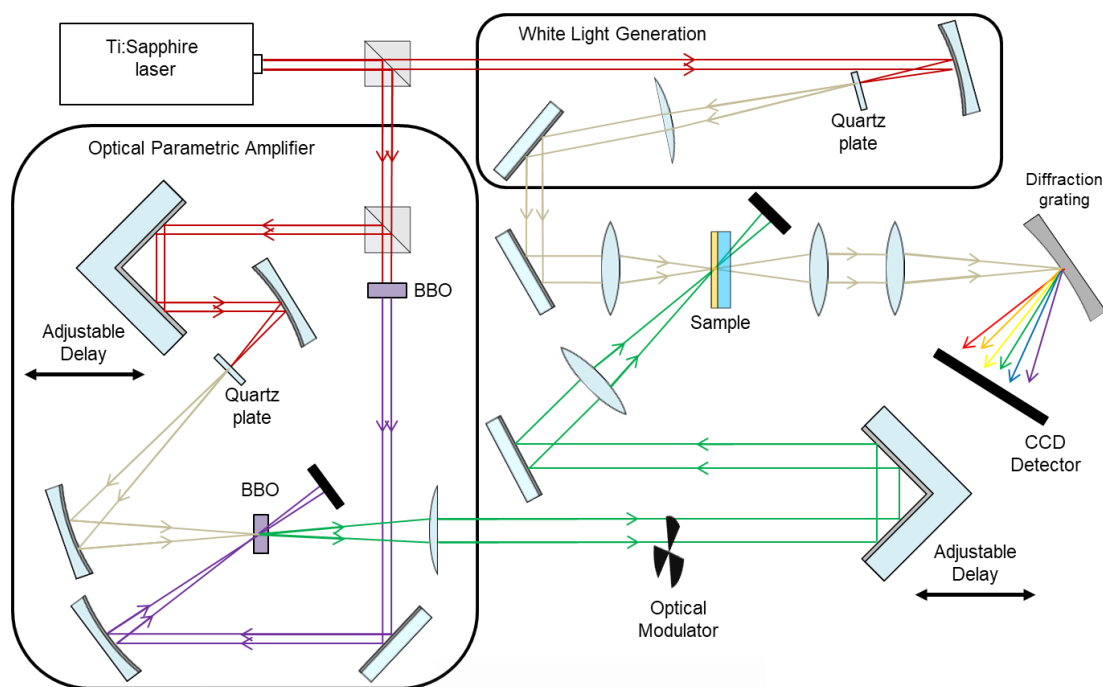 Ti:Sapphire
laser
White Light Generation
Quartz
plate
Optical Parametric Amplifier
Diffraction
grating
BBO
Sample
Adjustable
Delay
Quartz
plate
CCD
Detector
BBO
Optical
Modulator
Adjustable
Delay